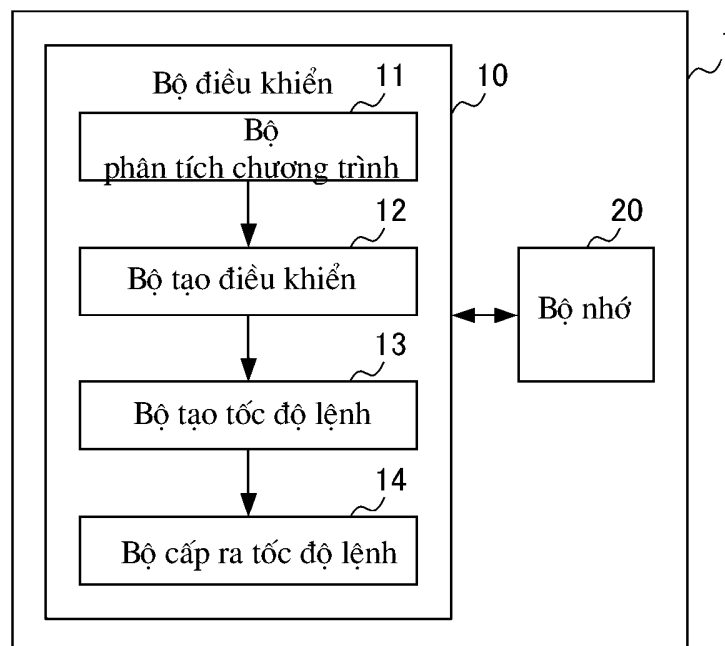 Bộ điều khiển
11
10
Bộ
phân tích chương trình
12
Bộ tạo điều khiển
20
Bộ nhớ
13
Bộ tạo tốc độ lệnh
14
Bộ cấp ra tốc độ lệnh